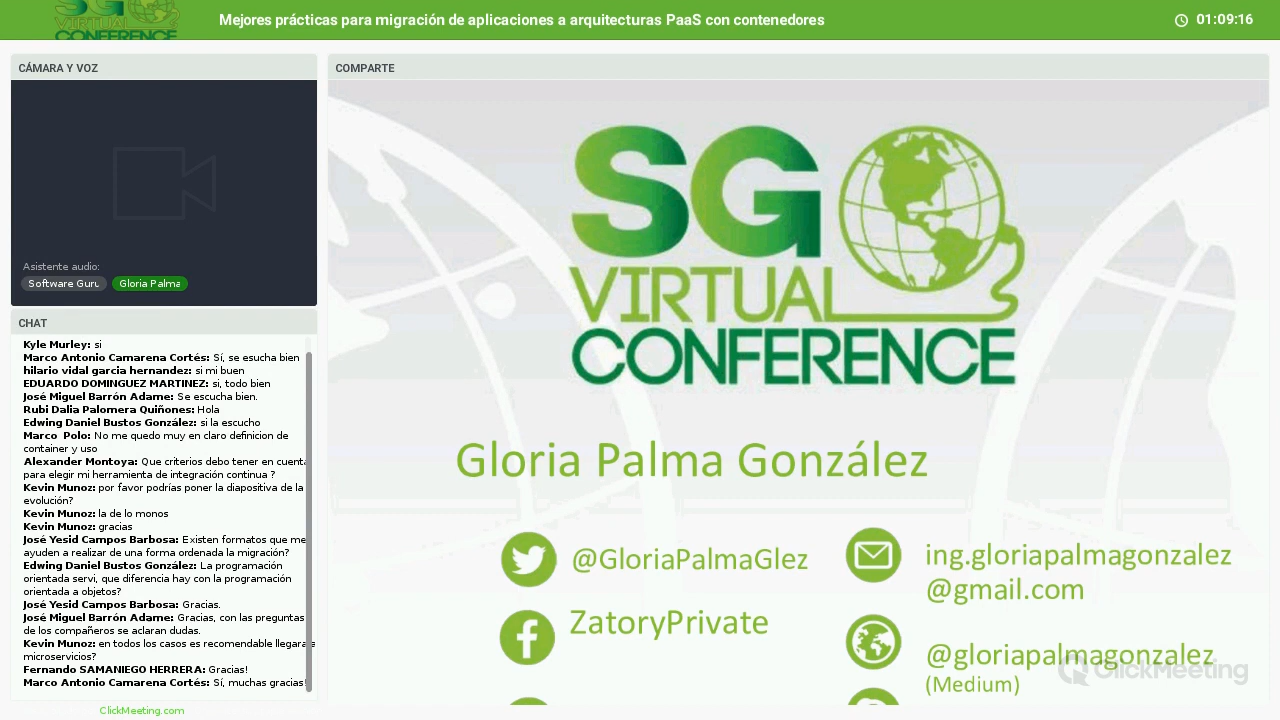 SG
VIRTUAL
CONFERENCE
Mejores prácticas para migración de aplicaciones a arquitecturas PaaS con contenedores
01:09:16
CÁMARA Y VOZ
Asistente audio:
Software Guru
Gloria Palma
CHAT
Kyle Murley: si
Marco Antonio Camarena Cortés: Sí, se esucha bien
hilario vidal garcia hernandez: si mi buen
EDUARDO DOMINGUEZ MARTINEZ: si, todo bien
José Miguel Barrón Adame: Se escucha bien.
Rubi Dalia Palomera Quiñones: Hola
Edwing Daniel Bustos González: si la escucho
Marco Polo: No me quedo muy en claro definicion de
container y uso
Alexander Montoya: Que criterios debo tener en cuenta
para elegir mi herramienta de integración continua ?
Kevin Munoz: por favor podrías poner la diapositiva de la
evolución?
Kevin Munoz: la de lo monos
Kevin Munoz: gracias
José Yesid Campos Barbosa: Existen formatos que me
ayuden a realizar de una forma ordenada la migración?
Edwing Daniel Bustos González: La programación
orientada servi, que diferencia hay con la programación
orientada a objetos?
José Yesid Campos Barbosa: Gracias.
José Miguel Barrón Adame: Gracias, con las preguntas
de los compañeros se aclaran dudas.
Kevin Munoz: en todos los casos es recomendable llegar a
microservicios?
Fernando SAMANIEGO HERRERA: Gracias!
Marco Antonio Camarena Cortés: Sí, muchas gracias!
ClickMeeting.com
COMPARTE
SG
VIRTUAL
CONFERENCE
Gloria Palma González
@GloriaPalmaGlez
ZatoryPrivate
ing.gloriapalmagonzalez
@gmail.com
@gloriapalmagonzalez
(Medium)
ClickMeeting